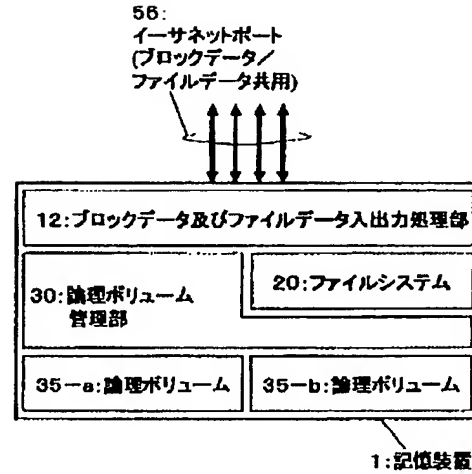 56:
イーサネットポート
(ブロックデータ/
ファイルデータ共用)
12:ブロックデータ及びファイルデータ入出力処理部
30:論理ボリューム
管理部
20:ファイルシステム
35-a:論理ボリューム
35-b:論理ボリューム
1:記憶装置